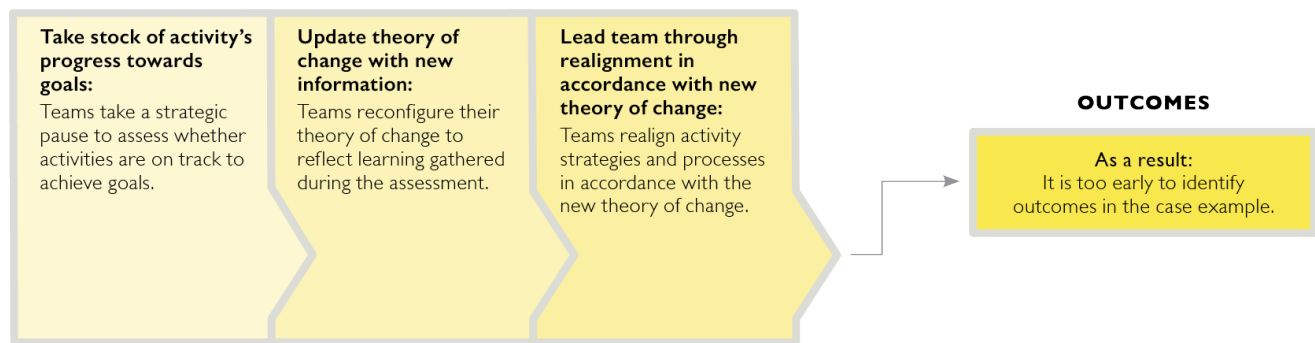 Take stock of activity's
progress towards
goals:
Teams take a strategic
pause to assess whether
activities are on track to
achieve goals.
Update theory of
change with new
information:
Teams reconfigure their
theory of change to
reflect learning gathered
during the assessment.
Lead team through
realignment in
accordance with new
theory of change:
Teams realign activity
strategies and processes
in accordance with the
new theory of change.
OUTCOMES
As a result:
It is too early to identify
outcomes in the case example.